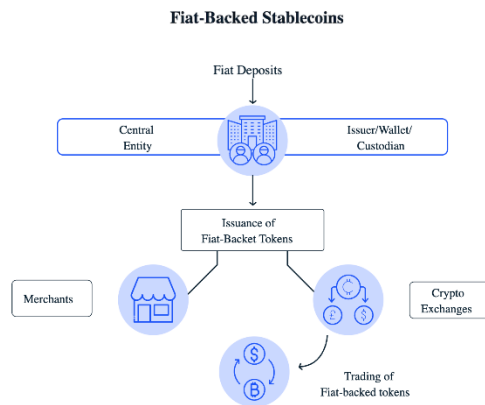 Fiat-Backed Stablecoins
Fiat Deposits
Central
Entity
Issuer/Wallet/
Custodian
Issuance of
Fiat-Backet Tokens
Merchants
Crypto
Exchanges
£
$
$
B
Trading of
Fiat-backed tokens